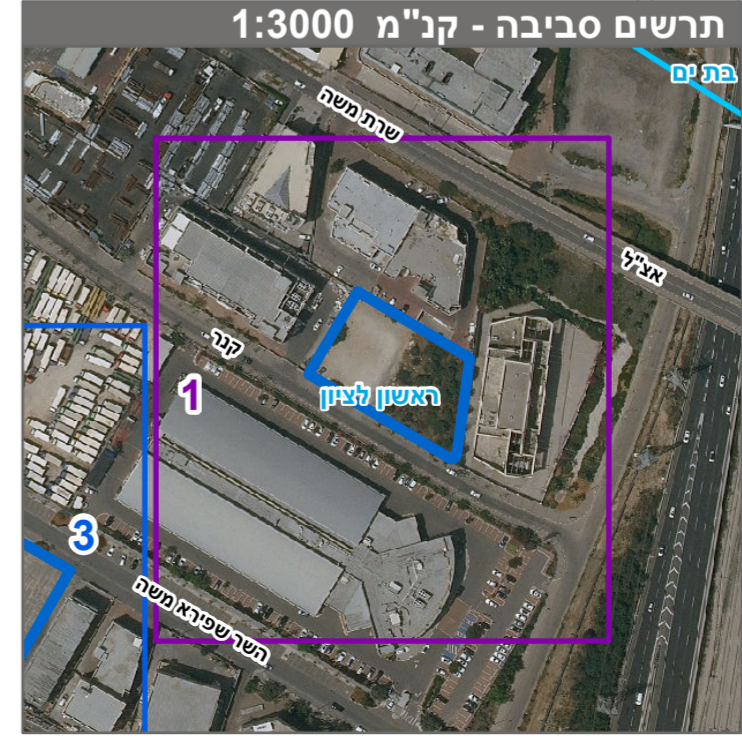 תרשים סביבה - קנ"מ 1:3000
בת ים
שרת משה
אצ"ל
קנר
1
ראשון לציון
3
השר שפירא משה